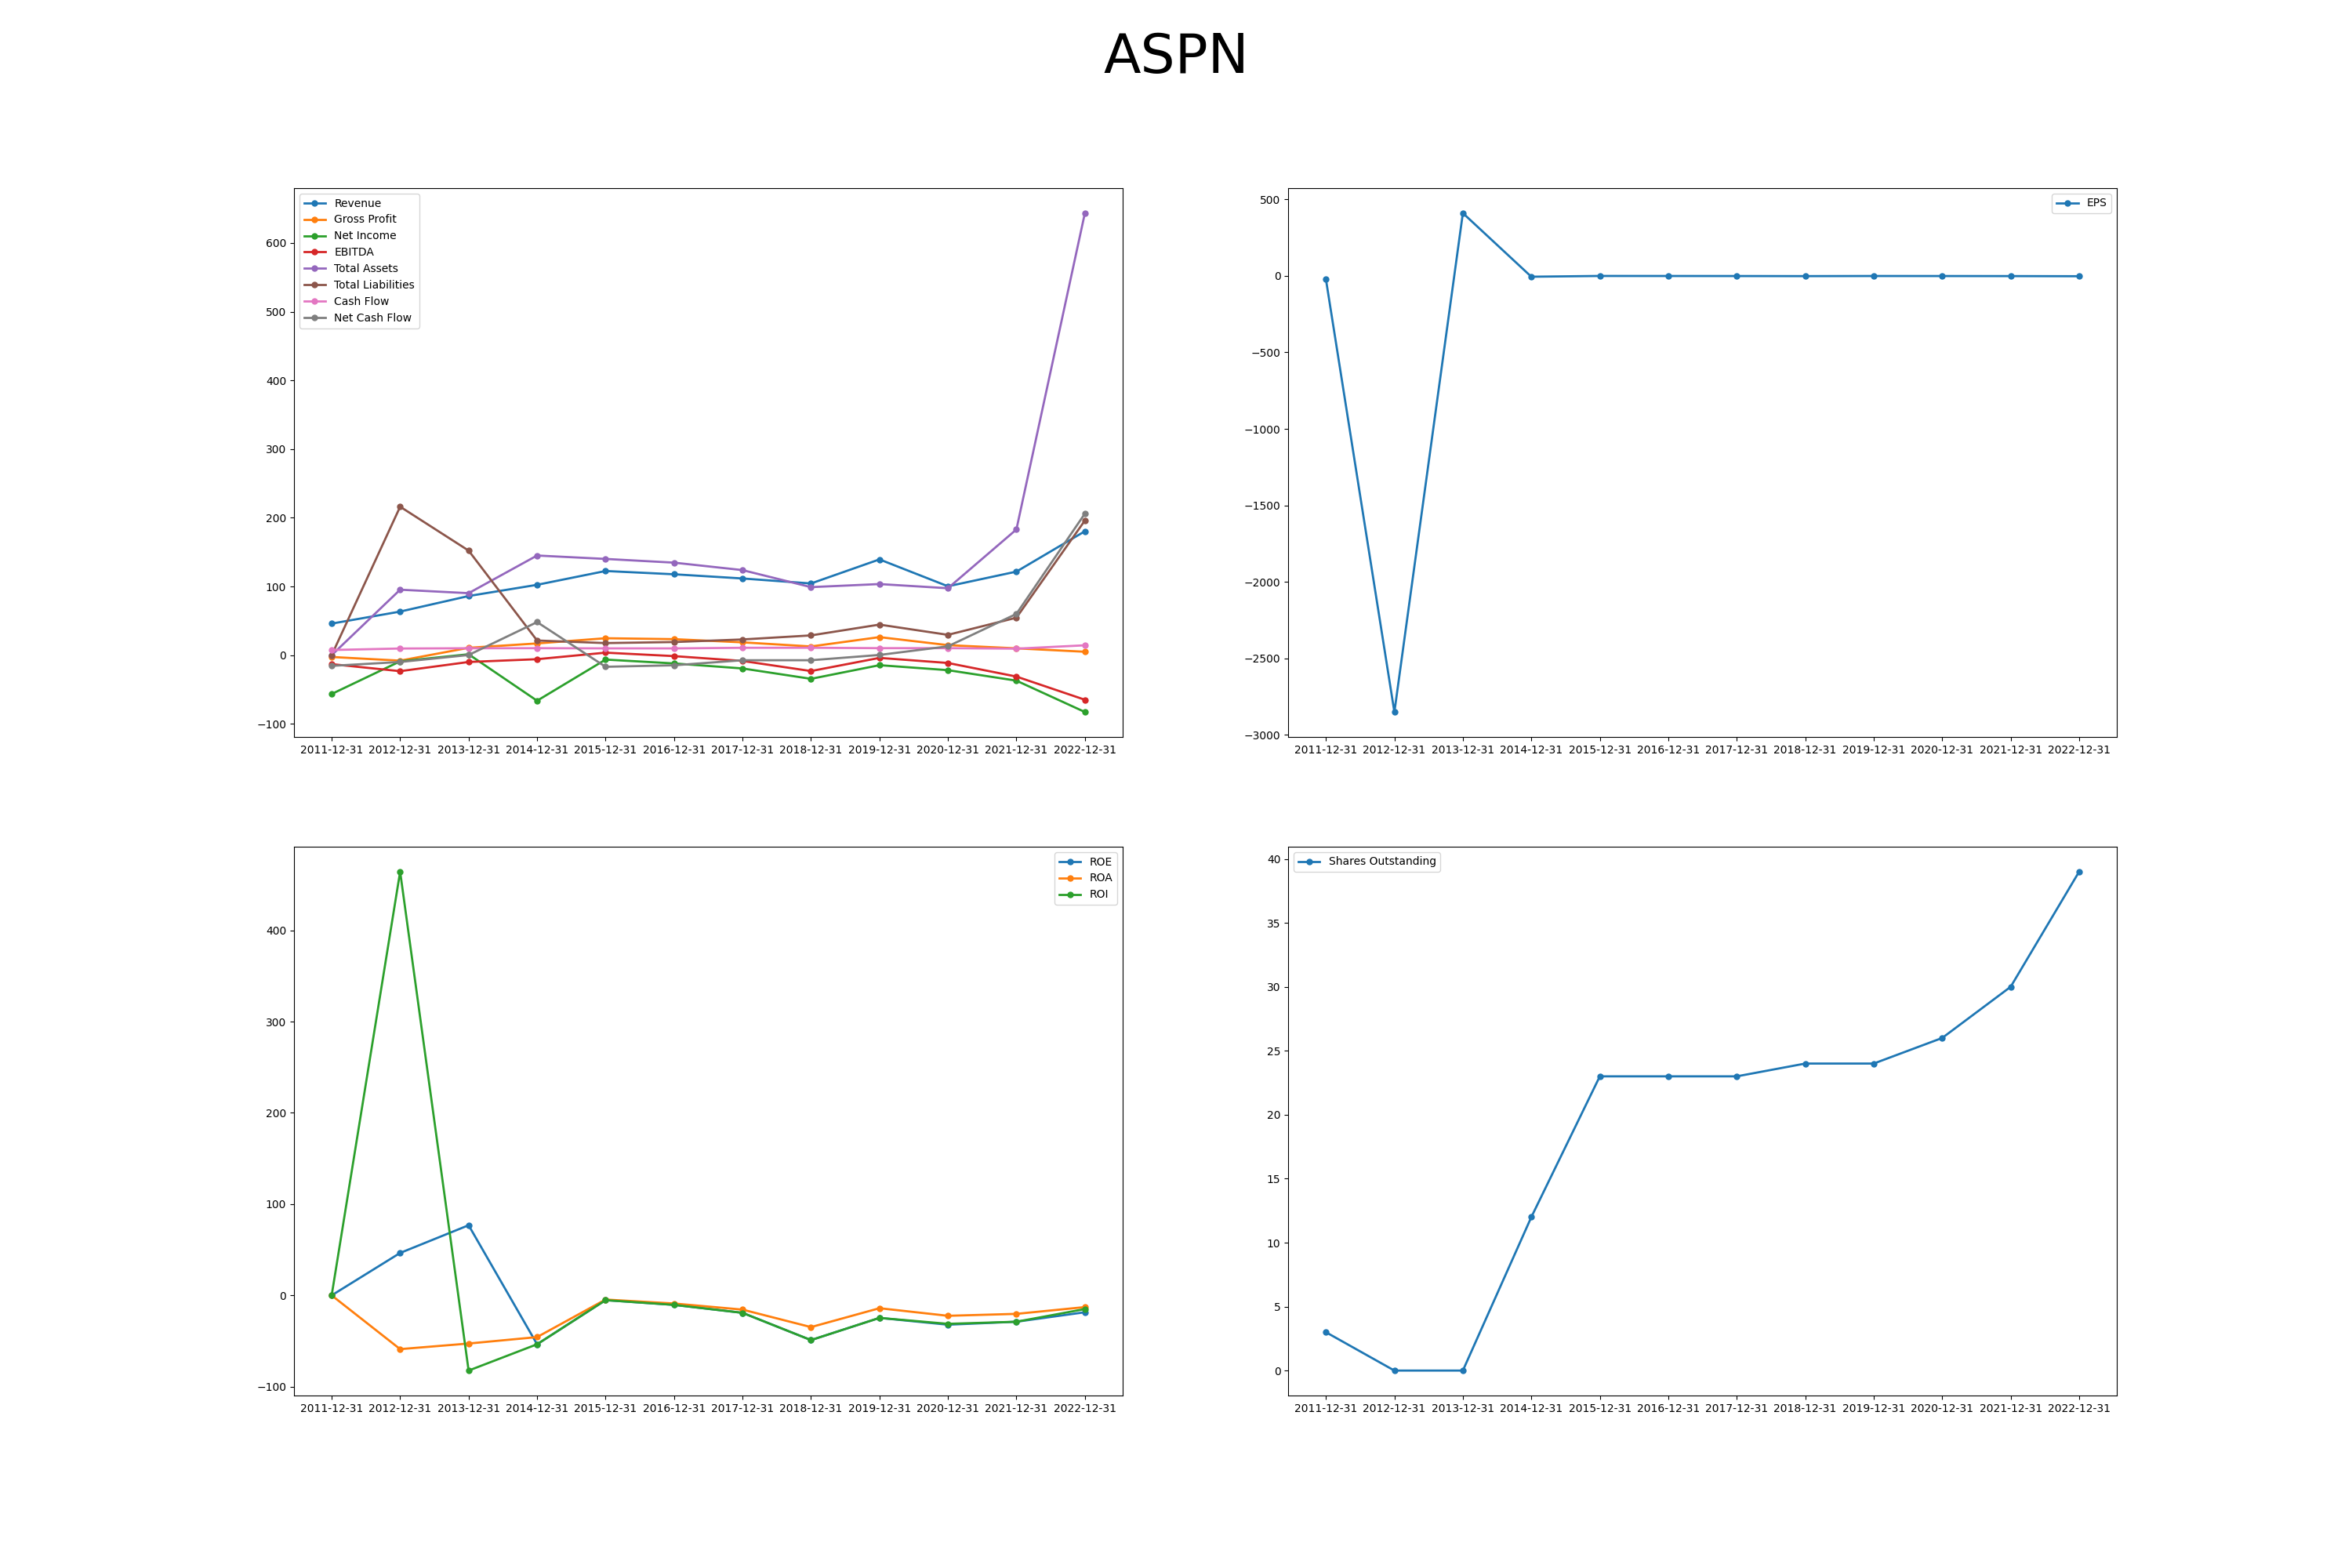 ASPN
Revenue
Gross Profit
Net Income
EBITDA
Total Assets
Total Liabilities
Cash Flow
Net Cash Flow
600
500
400
300
200
100
0
−100
2011-12-31 2012-12-31 2013-12-31 2014-12-31 2015-12-31 2016-12-31 2017-12-31 2018-12-31 2019-12-31 2020-12-31 2021-12-31 2022-12-31
EPS
500
0
−500
−1000
−1500
−2000
−2500
−3000
2011-12-31 2012-12-31 2013-12-31 2014-12-31 2015-12-31 2016-12-31 2017-12-31 2018-12-31 2019-12-31 2020-12-31 2021-12-31 2022-12-31
ROE
ROA
ROI
400
300
200
100
0
−100
2011-12-31 2012-12-31 2013-12-31 2014-12-31 2015-12-31 2016-12-31 2017-12-31 2018-12-31 2019-12-31 2020-12-31 2021-12-31 2022-12-31
Shares Outstanding
40
35
30
25
20
15
10
5
0
2011-12-31 2012-12-31 2013-12-31 2014-12-31 2015-12-31 2016-12-31 2017-12-31 2018-12-31 2019-12-31 2020-12-31 2021-12-31 2022-12-31